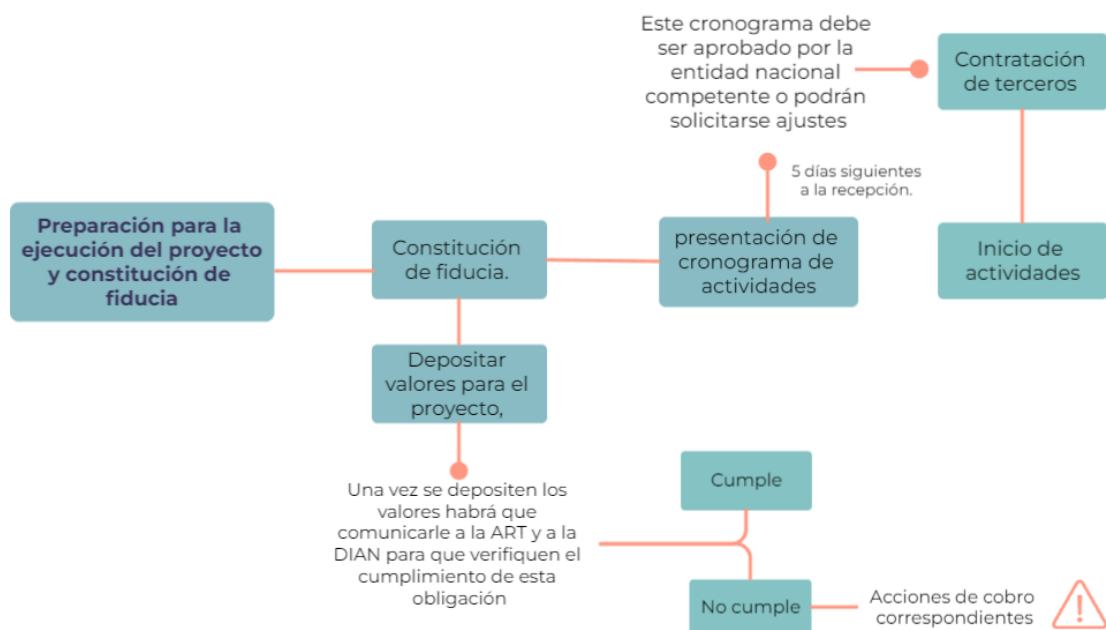 Este cronograma debe
ser aprobado por la
entidad nacional
competente o podrán
solicitarse ajustes
Contratación
de terceros
5 días siguientes
a la recepción.
Preparación para la
ejecución del proyecto
y constitución de
fiducia
Constitución
de fiducia.
presentación de
cronograma de
actividades
Inicio de
actividades
Depositar
valores para el
proyecto,
Una vez se depositen los
valores habrá que
comunicarle a la ART y a la
DIAN para que verifiquen el
cumplimiento de esta
obligación
Cumple
No cumple
Acciones de cobro
correspondientes
!